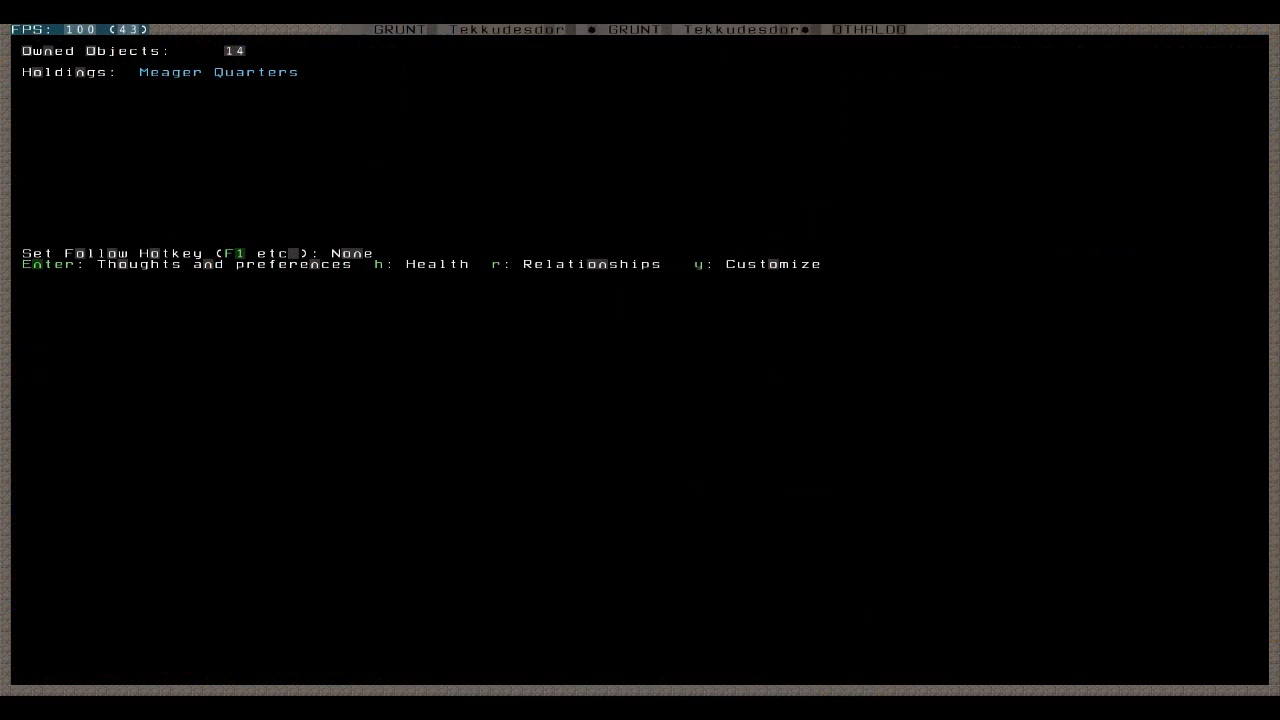 FPS: 100 (43) GRUNT Tekkudesdor GRUNT Tekkudesdor OTHALDO
Owned Objects: 14
Holdings: Meager Quarters
Set Follow Hotkey (F1 etc ): None
Enter: Thoughts and preferences h: Health r: Relationships y: Customize